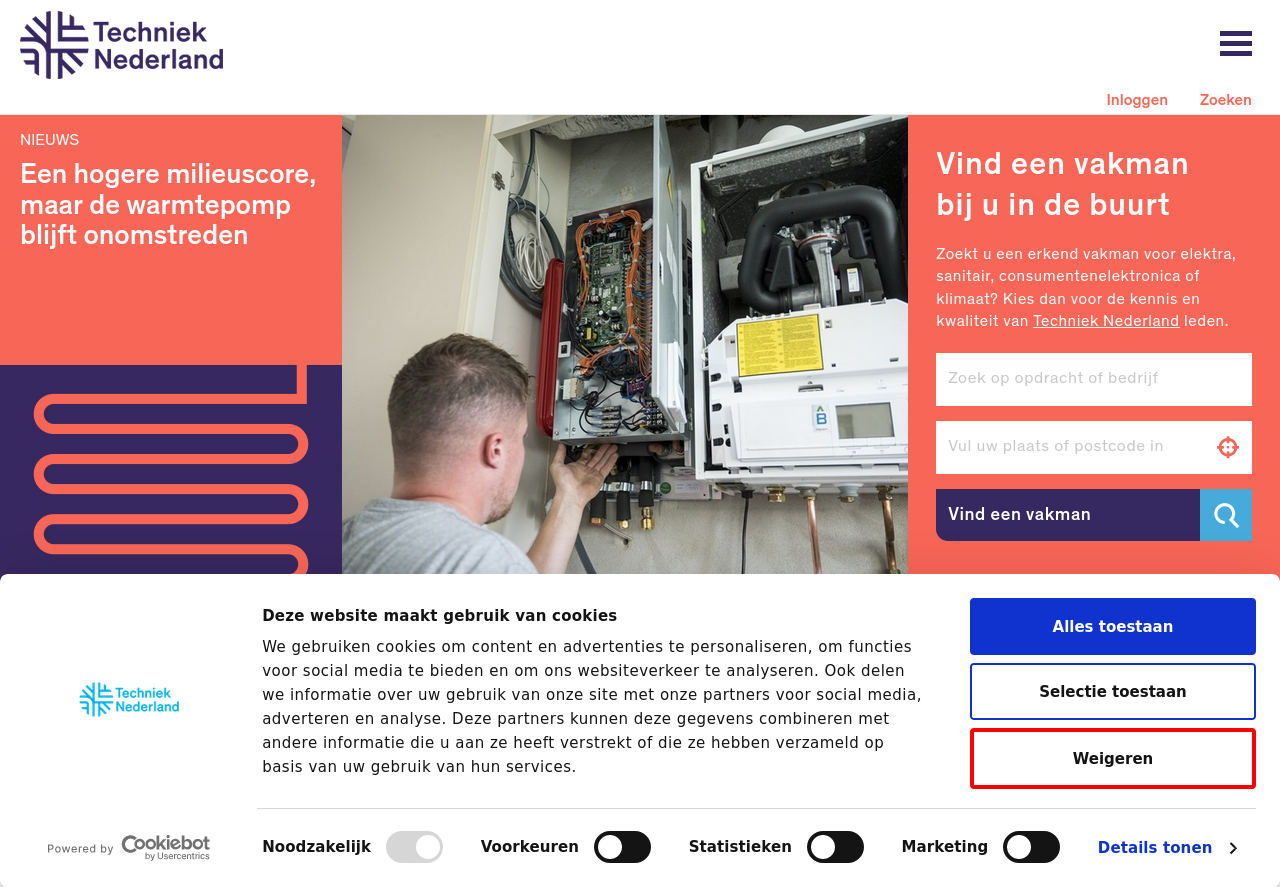 Techniek
Nederland
Inloggen
Zoeken
NIEUWS
Een hogere milieuscore,
maar de warmtepomp
blijft onomstreden
Vind een vakman
bij u in de buurt
Zoekt u een erkend vakman voor elektra,
sanitair, consumentenelektronica of
klimaat? Kies dan voor de kennis en
kwaliteit van Techniek Nederland leden.
Zoek op opdracht of bedrijf
Vul uw plaats of postcode in
Vind een vakman
Techniek
Nederland
Deze website maakt gebruik van cookies
We gebruiken cookies om content en advertenties te personaliseren, om functies
voor social media te bieden en om ons websiteverkeer te analyseren. Ook delen
we informatie over uw gebruik van onze site met onze partners voor social media,
adverteren en analyse. Deze partners kunnen deze gegevens combineren met
andere informatie die u aan ze heeft verstrekt of die ze hebben verzameld op
basis van uw gebruik van hun services.
Alles toestaan
Selectie toestaan
Weigeren
Powered by Cookiebot
by Usercentrics
Noodzakelijk
Voorkeuren
Statistieken
Marketing
Details tonen